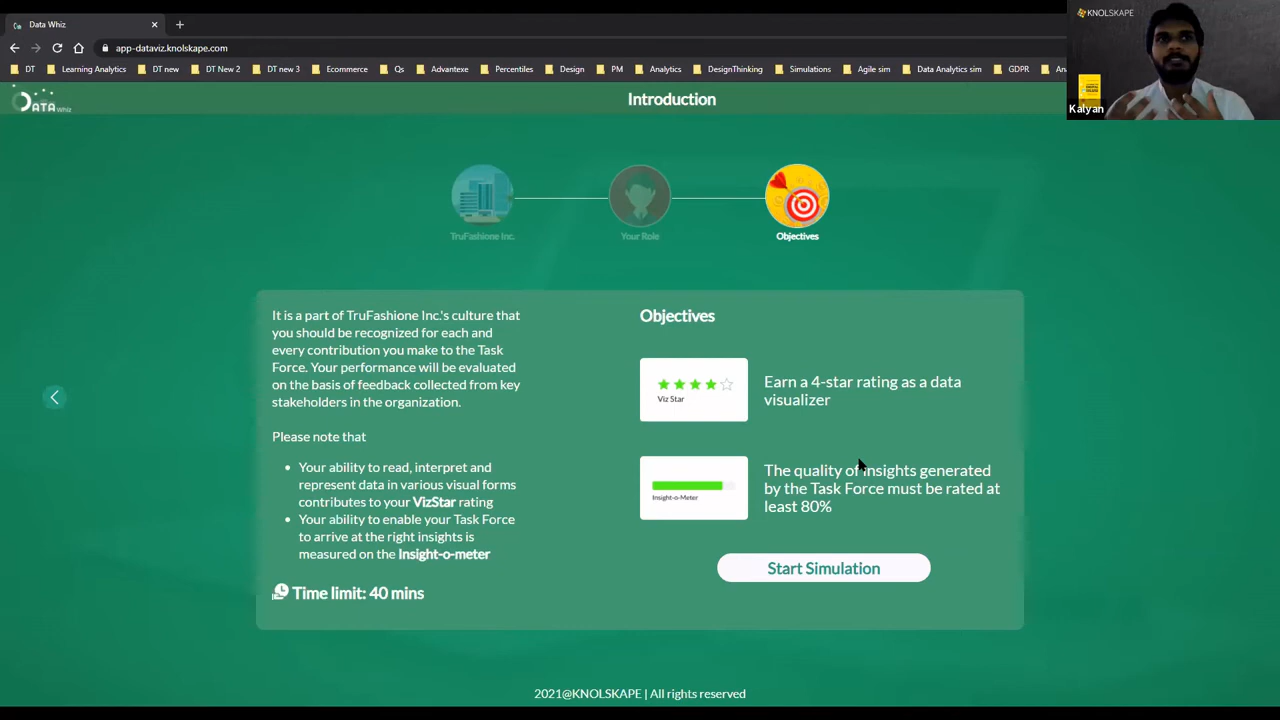 Data Whiz
app-dataviz.knolskape.com
DT
Learning Analytics
DT new
DT New 2
DT new 3
Ecommerce
Qs
Advantexe
Percentiles
Design
PM
Analytics
DesignThinking
Simulations
Agile sim
Data Analytics sim
GDPR
KNOLSKAPE
Kalyan
DATA Whiz
Introduction
TruFashione Inc.
Your Role
Objectives
It is a part of TruFashione Inc.'s culture that
you should be recognized for each and
every contribution you make to the Task
Force. Your performance will be evaluated
on the basis of feedback collected from key
stakeholders in the organization.
Please note that
Your ability to read, interpret and
represent data in various visual forms
contributes to your VizStar rating
Your ability to enable your Task Force
to arrive at the right insights is
measured on the Insight-o-meter
Time limit: 40 mins
Objectives
Viz Star
Earn a 4-star rating as a data
visualizer
Insight-o-Meter
The quality of insights generated
by the Task Force must be rated at
least 80%
Start Simulation
2021@KNOLSKAPE | All rights reserved